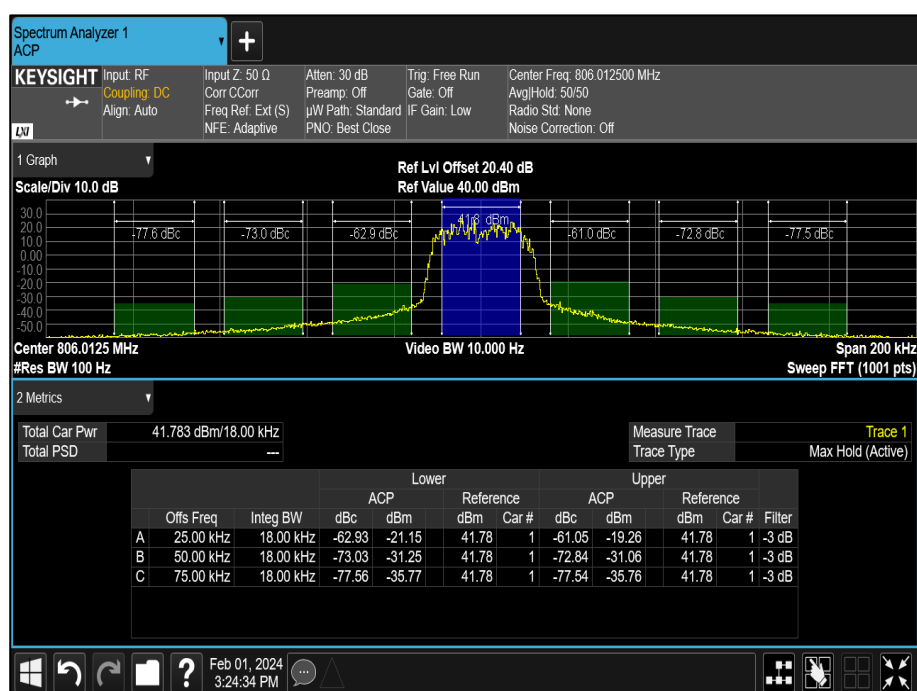 Spectrum Analyzer 1
ACP
KEYSIGHT
LXI
Input: RF
Coupling: DC
Align: Auto
Input Z: 50 Ω
Corr CCorr
Freq Ref: Ext (S)
NFE: Adaptive
Atten: 30 dB
Preamp: Off
µW Path: Standard
PNO: Best Close
Trig: Free Run
Gate: Off
IF Gain: Low
Center Freq: 806.012500 MHz
Avg|Hold: 50/50
Radio Std: None
Noise Correction: Off
1 Graph
Scale/Div 10.0 dB
Ref Lvl Offset 20.40 dB
Ref Value 40.00 dBm
30.0
20.0
10.0
0.00
-10.0
-20.0
-30.0
-40.0
-50.0
-77.6 dBc
-73.0 dBc
-62.9 dBc
41.8 dBm
-61.0 dBc
-72.8 dBc
-77.5 dBc
Center 806.0125 MHz
Video BW 10.000 Hz
Span 200 kHz
#Res BW 100 Hz
Sweep FFT (1001 pts)
2 Metrics
Total Car Pwr 41.783 dBm/18.00 kHz
Total PSD ---
Measure Trace Trace 1
Trace Type Max Hold (Active)
Lower Upper
ACP Reference ACP Reference
Offs Freq Integ BW dBc dBm dBm Car # dBc dBm dBm Car # Filter
A 25.00 kHz 18.00 kHz -62.93 -21.15 41.78 1 -61.05 -19.26 41.78 1 -3 dB
B 50.00 kHz 18.00 kHz -73.03 -31.25 41.78 1 -72.84 -31.06 41.78 1 -3 dB
C 75.00 kHz 18.00 kHz -77.56 -35.77 41.78 1 -77.54 -35.76 41.78 1 -3 dB
?
Feb 01, 2024
3:24:34 PM